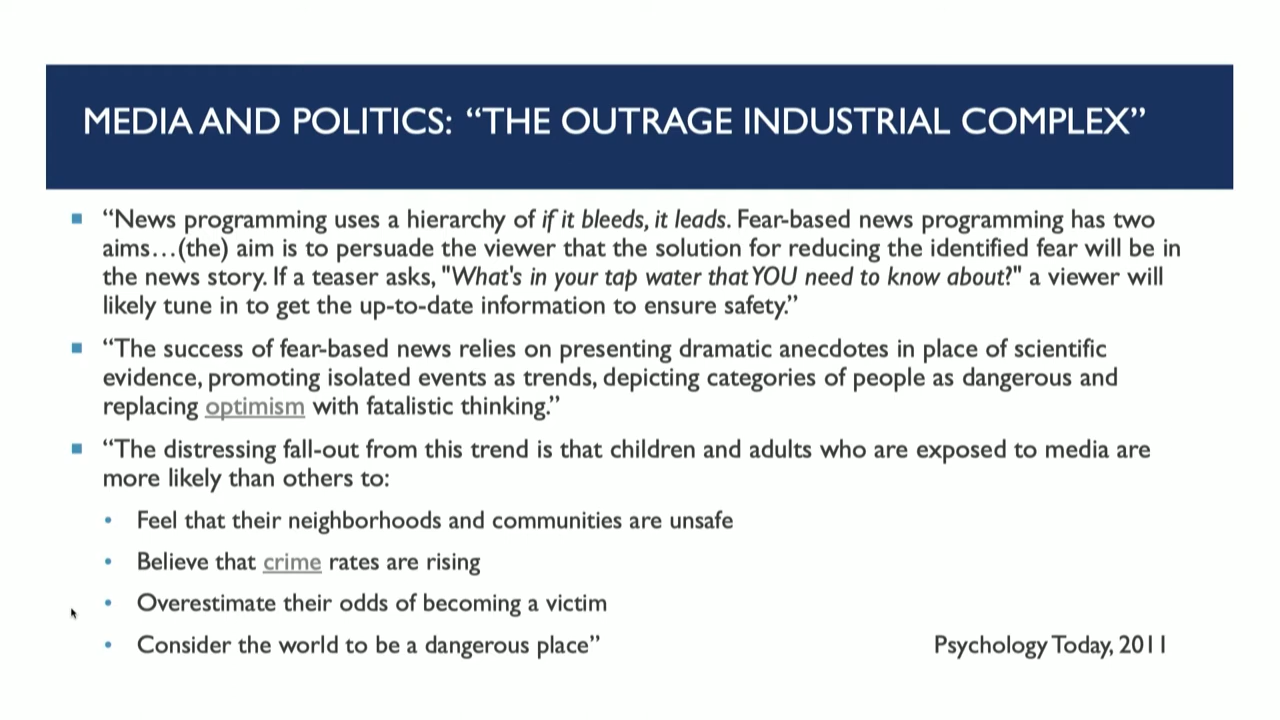 MEDIA AND POLITICS: “THE OUTRAGE INDUSTRIAL COMPLEX”
“News programming uses a hierarchy of if it bleeds, it leads. Fear-based news programming has two
aims…(the) aim is to persuade the viewer that the solution for reducing the identified fear will be in
the news story. If a teaser asks, "What's in your tap water that YOU need to know about?" a viewer will
likely tune in to get the up-to-date information to ensure safety.”
“The success of fear-based news relies on presenting dramatic anecdotes in place of scientific
evidence, promoting isolated events as trends, depicting categories of people as dangerous and
replacing optimism with fatalistic thinking.”
“The distressing fall-out from this trend is that children and adults who are exposed to media are
more likely than others to:
Feel that their neighborhoods and communities are unsafe
Believe that crime rates are rising
Overestimate their odds of becoming a victim
Consider the world to be a dangerous place”
Psychology Today, 2011